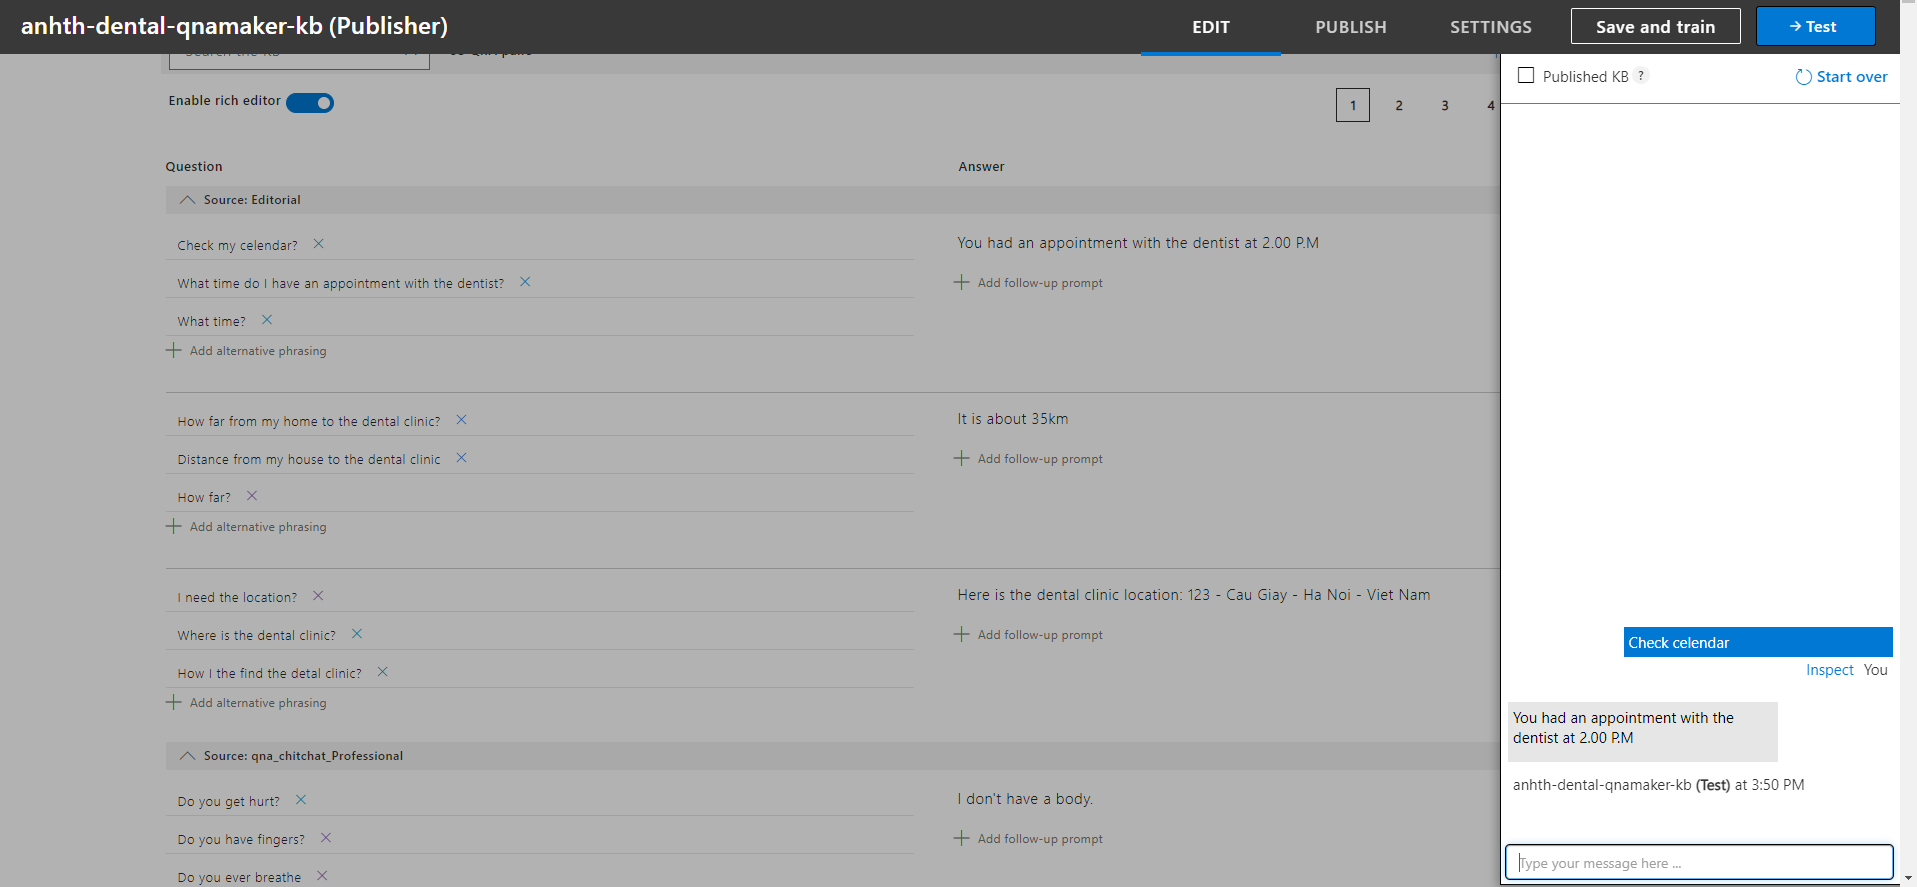 anhth-dental-qnamaker-kb (Publisher)
EDIT
PUBLISH
SETTINGS
Save and train
Test
Enable rich editor
1 2 3 4
Published KB ?
Start over
Question
Answer
Source: Editorial
Check my celendar?
You had an appointment with the dentist at 2.00 P.M
What time do I have an appointment with the dentist?
Add follow-up prompt
What time?
Add alternative phrasing
How far from my home to the dental clinic?
It is about 35km
Distance from my house to the dental clinic
Add follow-up prompt
How far?
Add alternative phrasing
I need the location?
Here is the dental clinic location: 123 - Cau Giay - Ha Noi - Viet Nam
Where is the dental clinic?
Add follow-up prompt
How I the find the detal clinic?
Add alternative phrasing
Source: qna_chitchat_Professional
Do you get hurt?
I don't have a body.
Do you have fingers?
Add follow-up prompt
Do you ever breathe
Check celendar
Inspect You
You had an appointment with the
dentist at 2.00 P.M
anhth-dental-qnamaker-kb (Test) at 3:50 PM
Type your message here ...